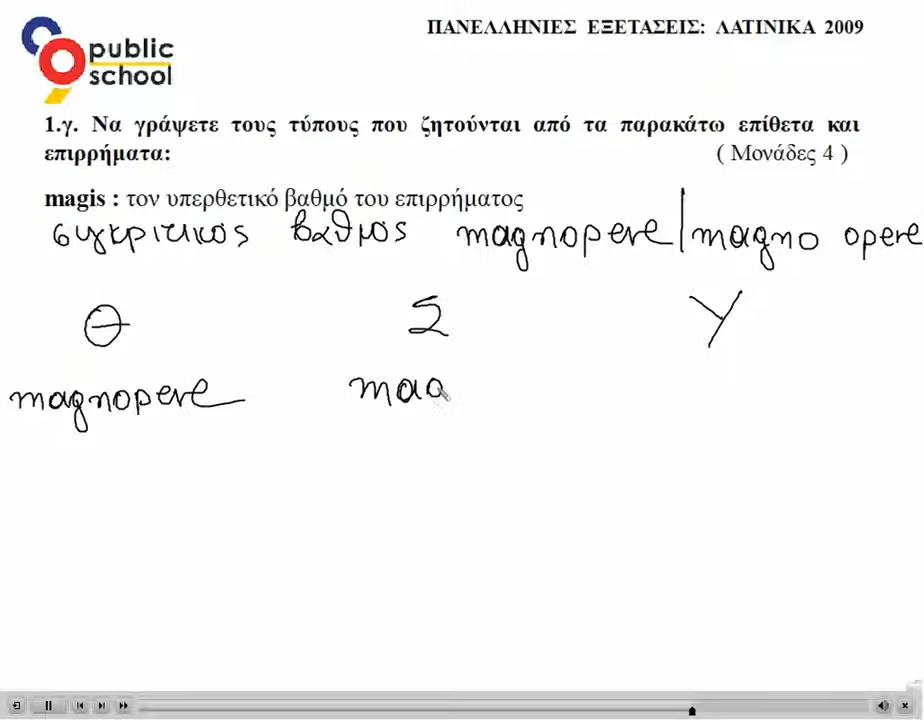 ΠΑΝΕΛΛΗΝΙΕΣ ΕΞΕΤΑΣΕΙΣ: ΛΑΤΙΝΙΚΑ 2009
public
school
1.γ. Να γράψετε τους τύπους που ζητούνται από τα παρακάτω επίθετα και
επιρρήματα: ( Μονάδες 4 )
magis : τον υπερθετικό βαθμό του επιρρήματος
συγκριτικος βαθμος magnopere | magno opere
Θ Σ Υ
magnopere mag